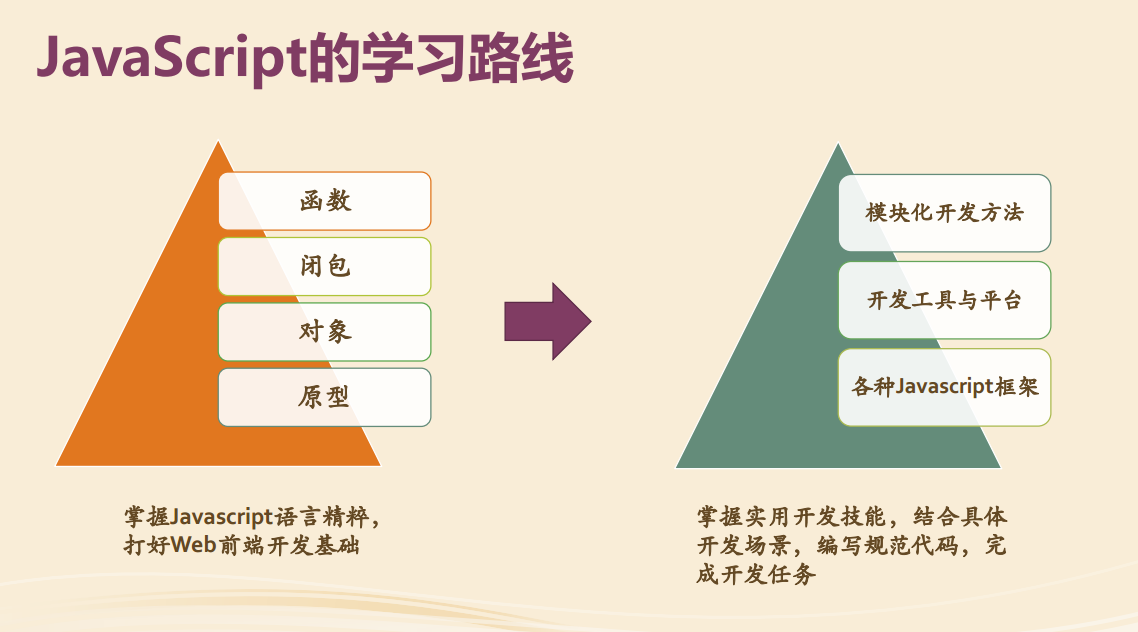 JavaScript的学习路线
函数
闭包
对象
原型
掌握Javascript语言精粹，
打好Web前端开发基础
模块化开发方法
开发工具与平台
各种Javascript框架
掌握实用开发技能，结合具体
开发场景，编写规范代码，完
成开发任务